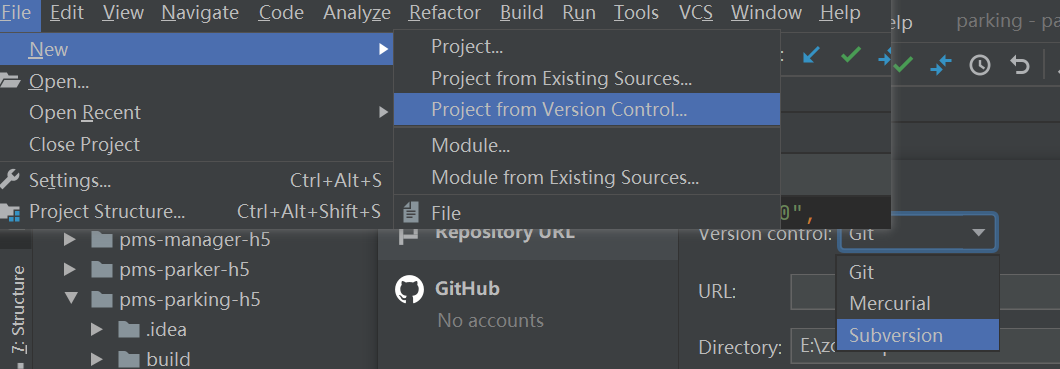 File Edit View Navigate Code Analyze Refactor Build Run Tools VCS Window Help
parking - pa
New
Project...
Project from Existing Sources...
Open...
Project from Version Control...
Open Recent
Close Project
Module...
Settings... Ctrl+Alt+S
Module from Existing Sources...
Project Structure... Ctrl+Alt+Shift+S
File
0",
pms-manager-h5
Repository URL
Version control: Git
pms-parker-h5
Git
GitHub
URL:
pms-parking-h5
Mercurial
No accounts
.idea
Subversion
7: Structure
build
Directory: E:\zc